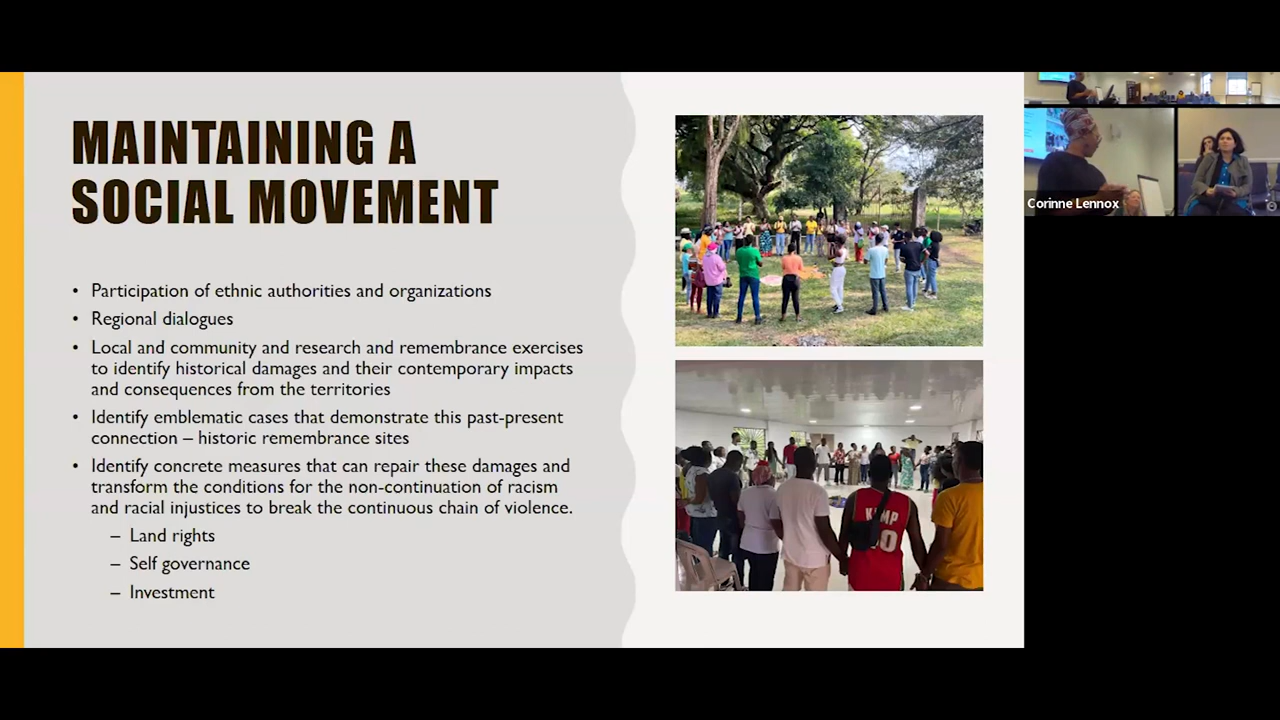 MAINTAINING A
SOCIAL MOVEMENT
• Participation of ethnic authorities and organizations
• Regional dialogues
• Local and community and research and remembrance exercises
to identify historical damages and their contemporary impacts
and consequences from the territories
• Identify emblematic cases that demonstrate this past-present
connection – historic remembrance sites
• Identify concrete measures that can repair these damages and
transform the conditions for the non-continuation of racism
and racial injustices to break the continuous chain of violence.
– Land rights
– Self governance
– Investment
Corinne Lennox